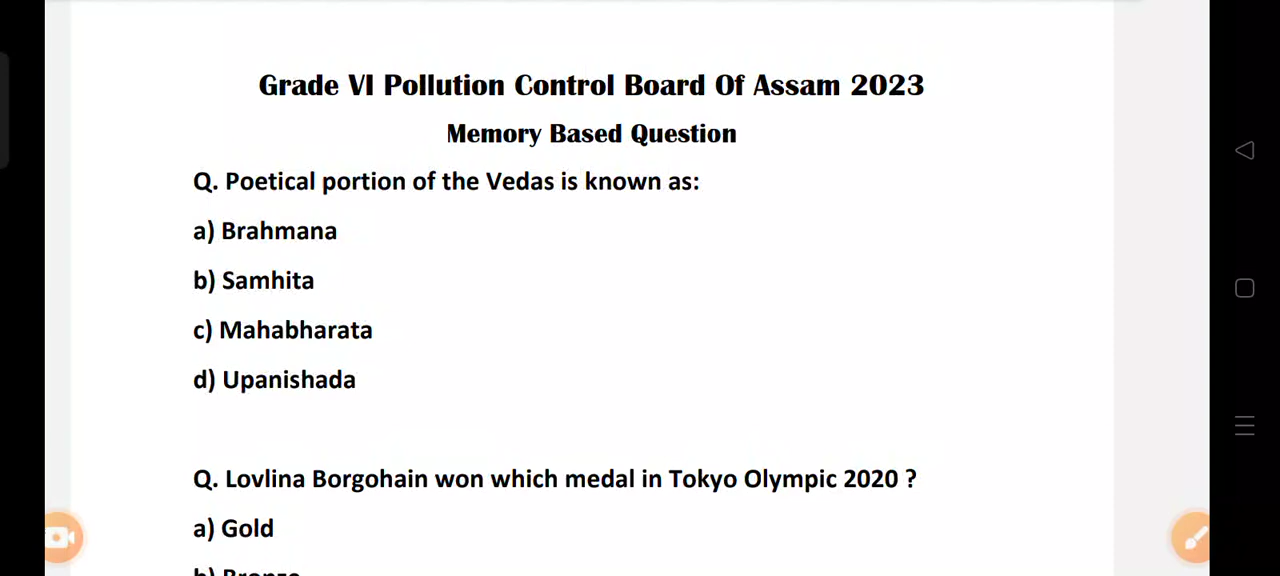 Grade VI Pollution Control Board Of Assam 2023
Memory Based Question
Q. Poetical portion of the Vedas is known as:
a) Brahmana
b) Samhita
c) Mahabharata
d) Upanishada
Q. Lovlina Borgohain won which medal in Tokyo Olympic 2020 ?
a) Gold
b) Bronze